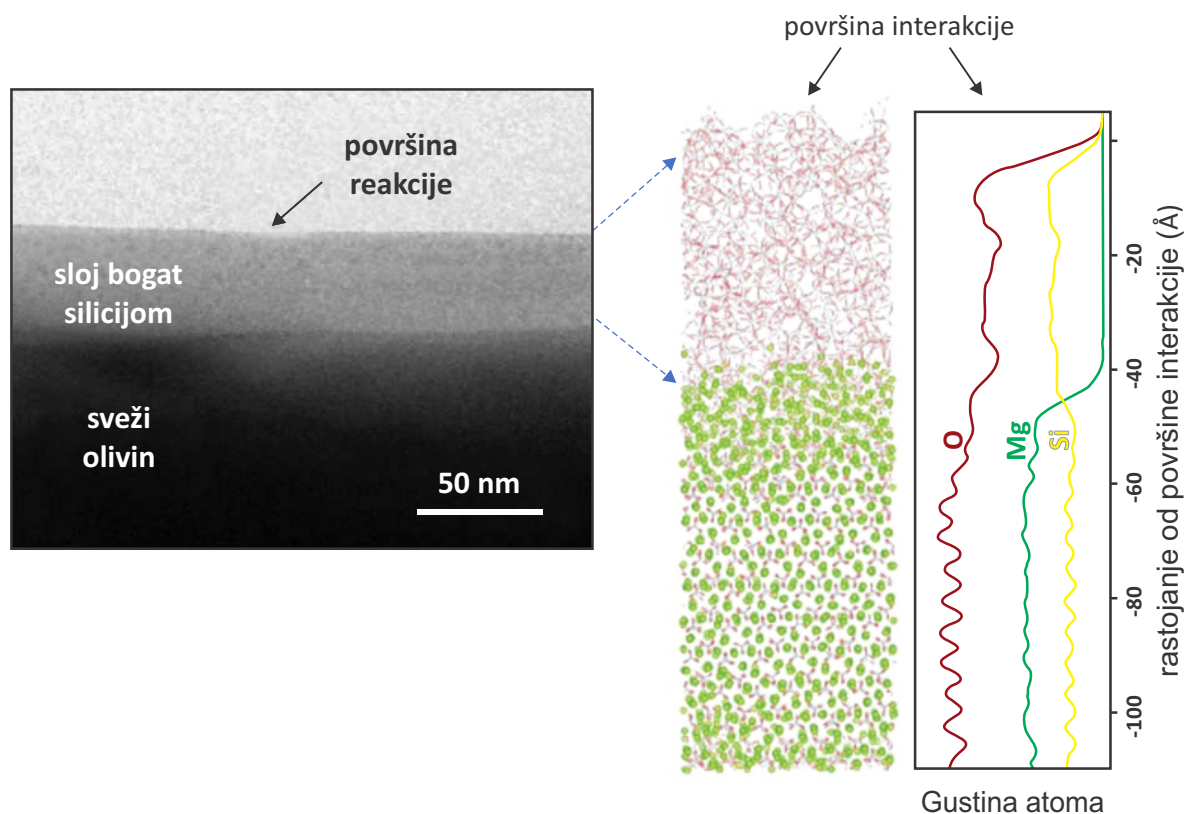 površina interakcije
površina
reakcije
sloj bogat
silicijom
sveži
olivin
50 nm
O
Mg
Si
-20
-40
-60
-80
-100
rastojanje od površine interakcije (Å)
Gustina atoma